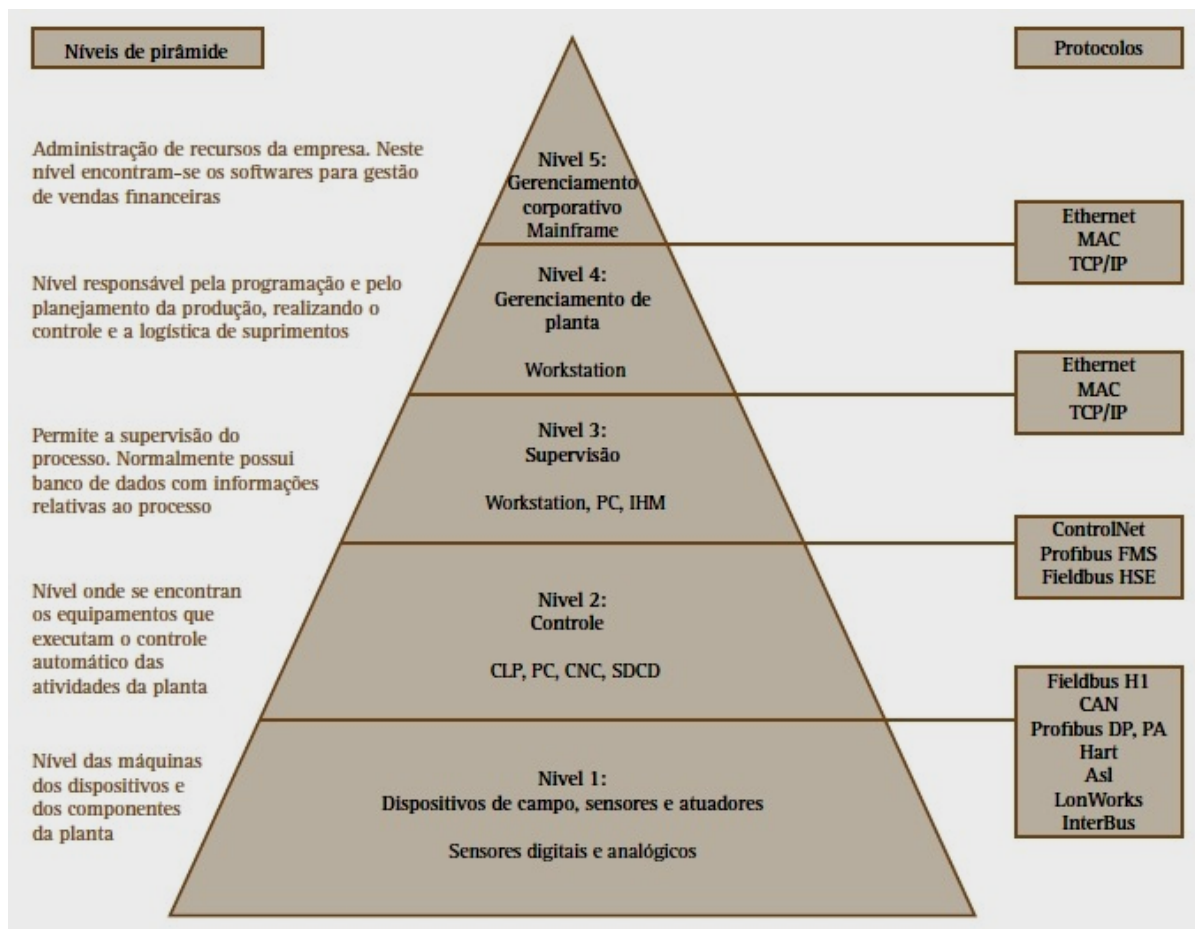 Níveis de pirâmide
Protocolos
Administração de recursos da empresa. Neste
nível encontram-se os softwares para gestão
de vendas financeiras
Nivel 5:
Gerenciamento
corporativo
Mainframe
Ethernet
MAC
TCP/IP
Nível responsável pela programação e pelo
planejamento da produção, realizando o
controle e a logística de suprimentos
Nivel 4:
Gerenciamento de
planta
Workstation
Ethernet
MAC
TCP/IP
Permite a supervisão do
processo. Normalmente possui
banco de dados com informações
relativas ao processo
Nivel 3:
Supervisão
Workstation, PC, IHM
ControlNet
Profibus FMS
Fieldbus HSE
Nível onde se encontran
os equipamentos que
executam o controle
automático das
atividades da planta
Nivel 2:
Controle
CLP, PC, CNC, SDCD
Fieldbus H1
CAN
Profibus DP, PA
Hart
Asl
LonWorks
InterBus
Nível das máquinas
dos dispositivos e
dos componentes
da planta
Nivel 1:
Dispositivos de campo, sensores e atuadores
Sensores digitais e analógicos